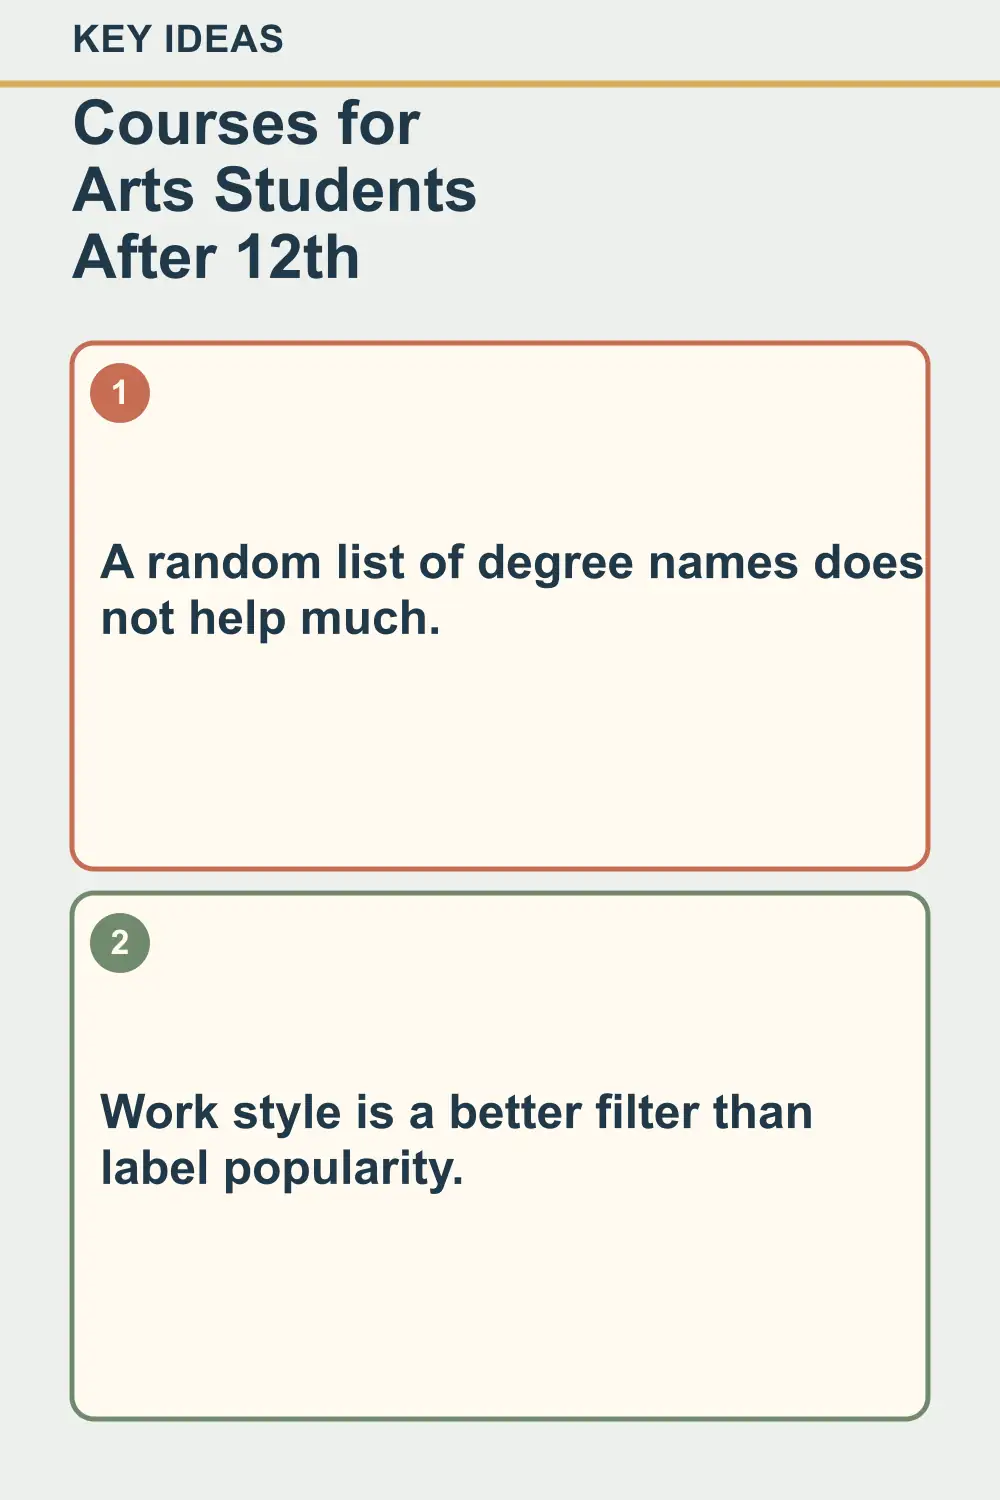 KEY IDEAS
Courses for
Arts Students
After 12th
1
A random list of degree names does
not help much.
2
Work style is a better filter than
label popularity.